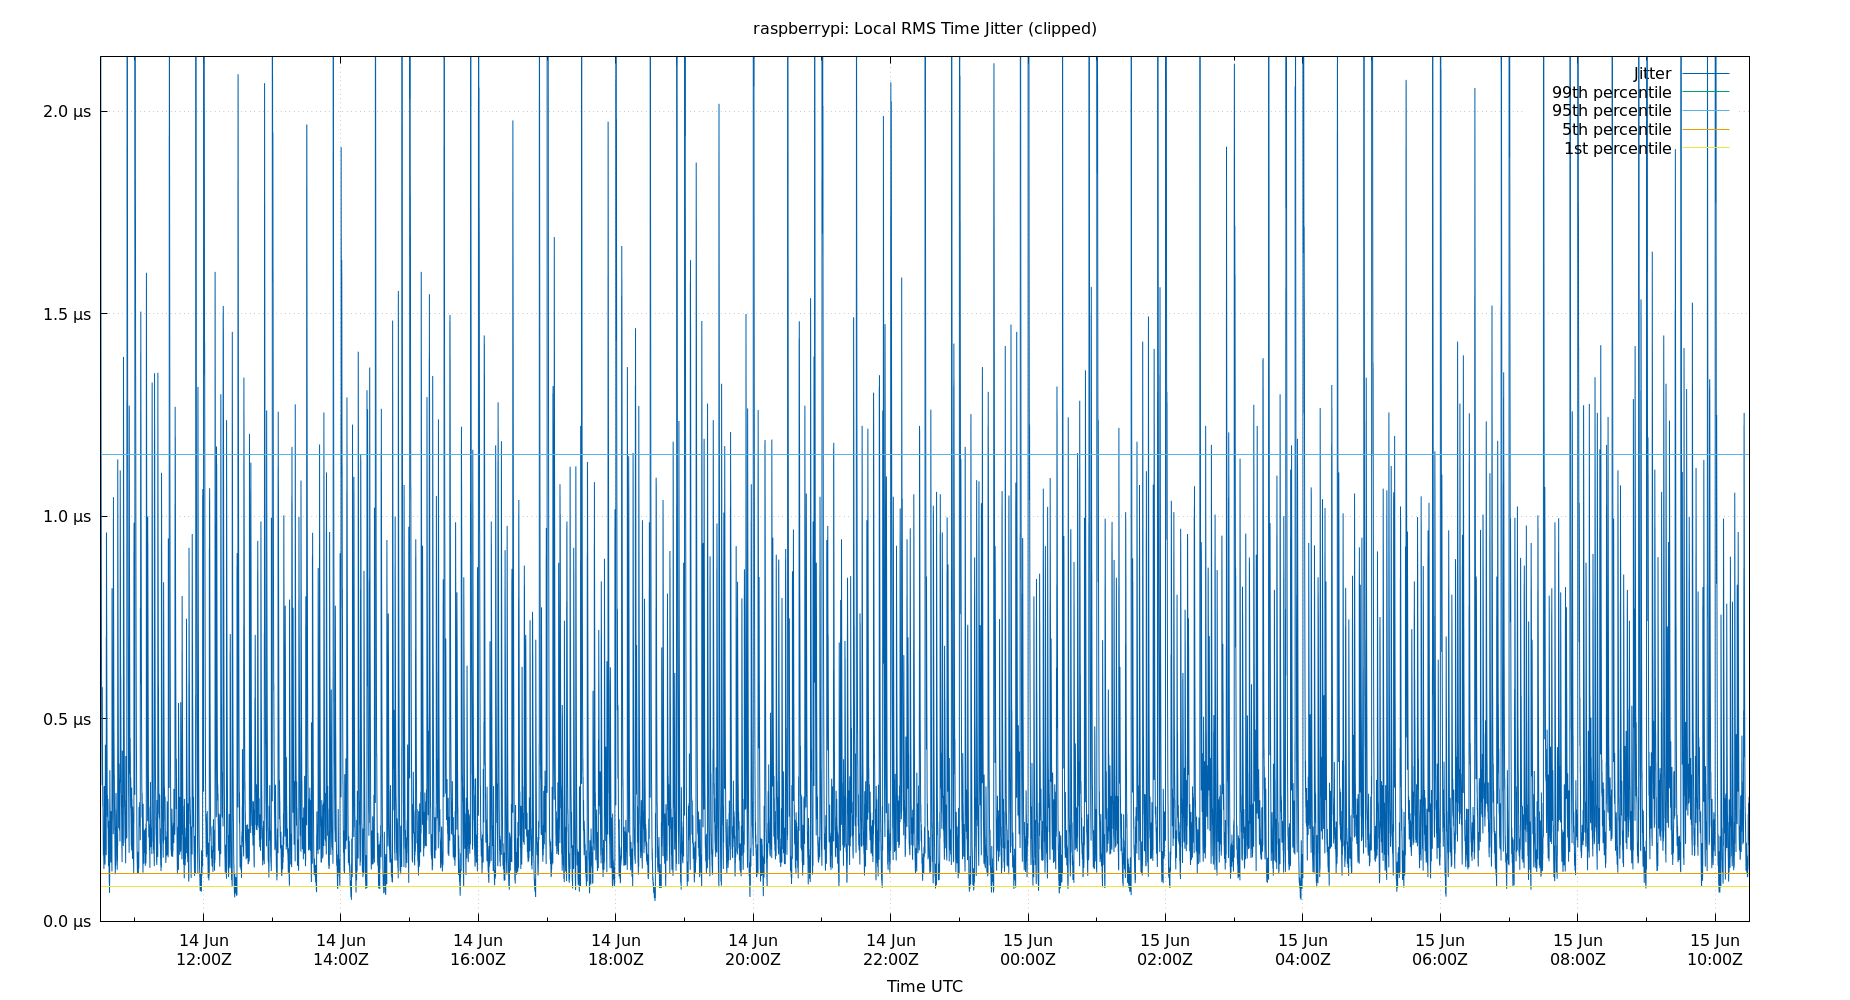 raspberrypi: Local RMS Time Jitter (clipped)
Jitter
99th percentile
95th percentile
5th percentile
1st percentile
2.0 µs
1.5 µs
1.0 µs
0.5 µs
0.0 µs
14 Jun 14 Jun 14 Jun 14 Jun 14 Jun 14 Jun 15 Jun 15 Jun 15 Jun 15 Jun 15 Jun 15 Jun
12:00Z 14:00Z 16:00Z 18:00Z 20:00Z 22:00Z 00:00Z 02:00Z 04:00Z 06:00Z 08:00Z 10:00Z
Time UTC